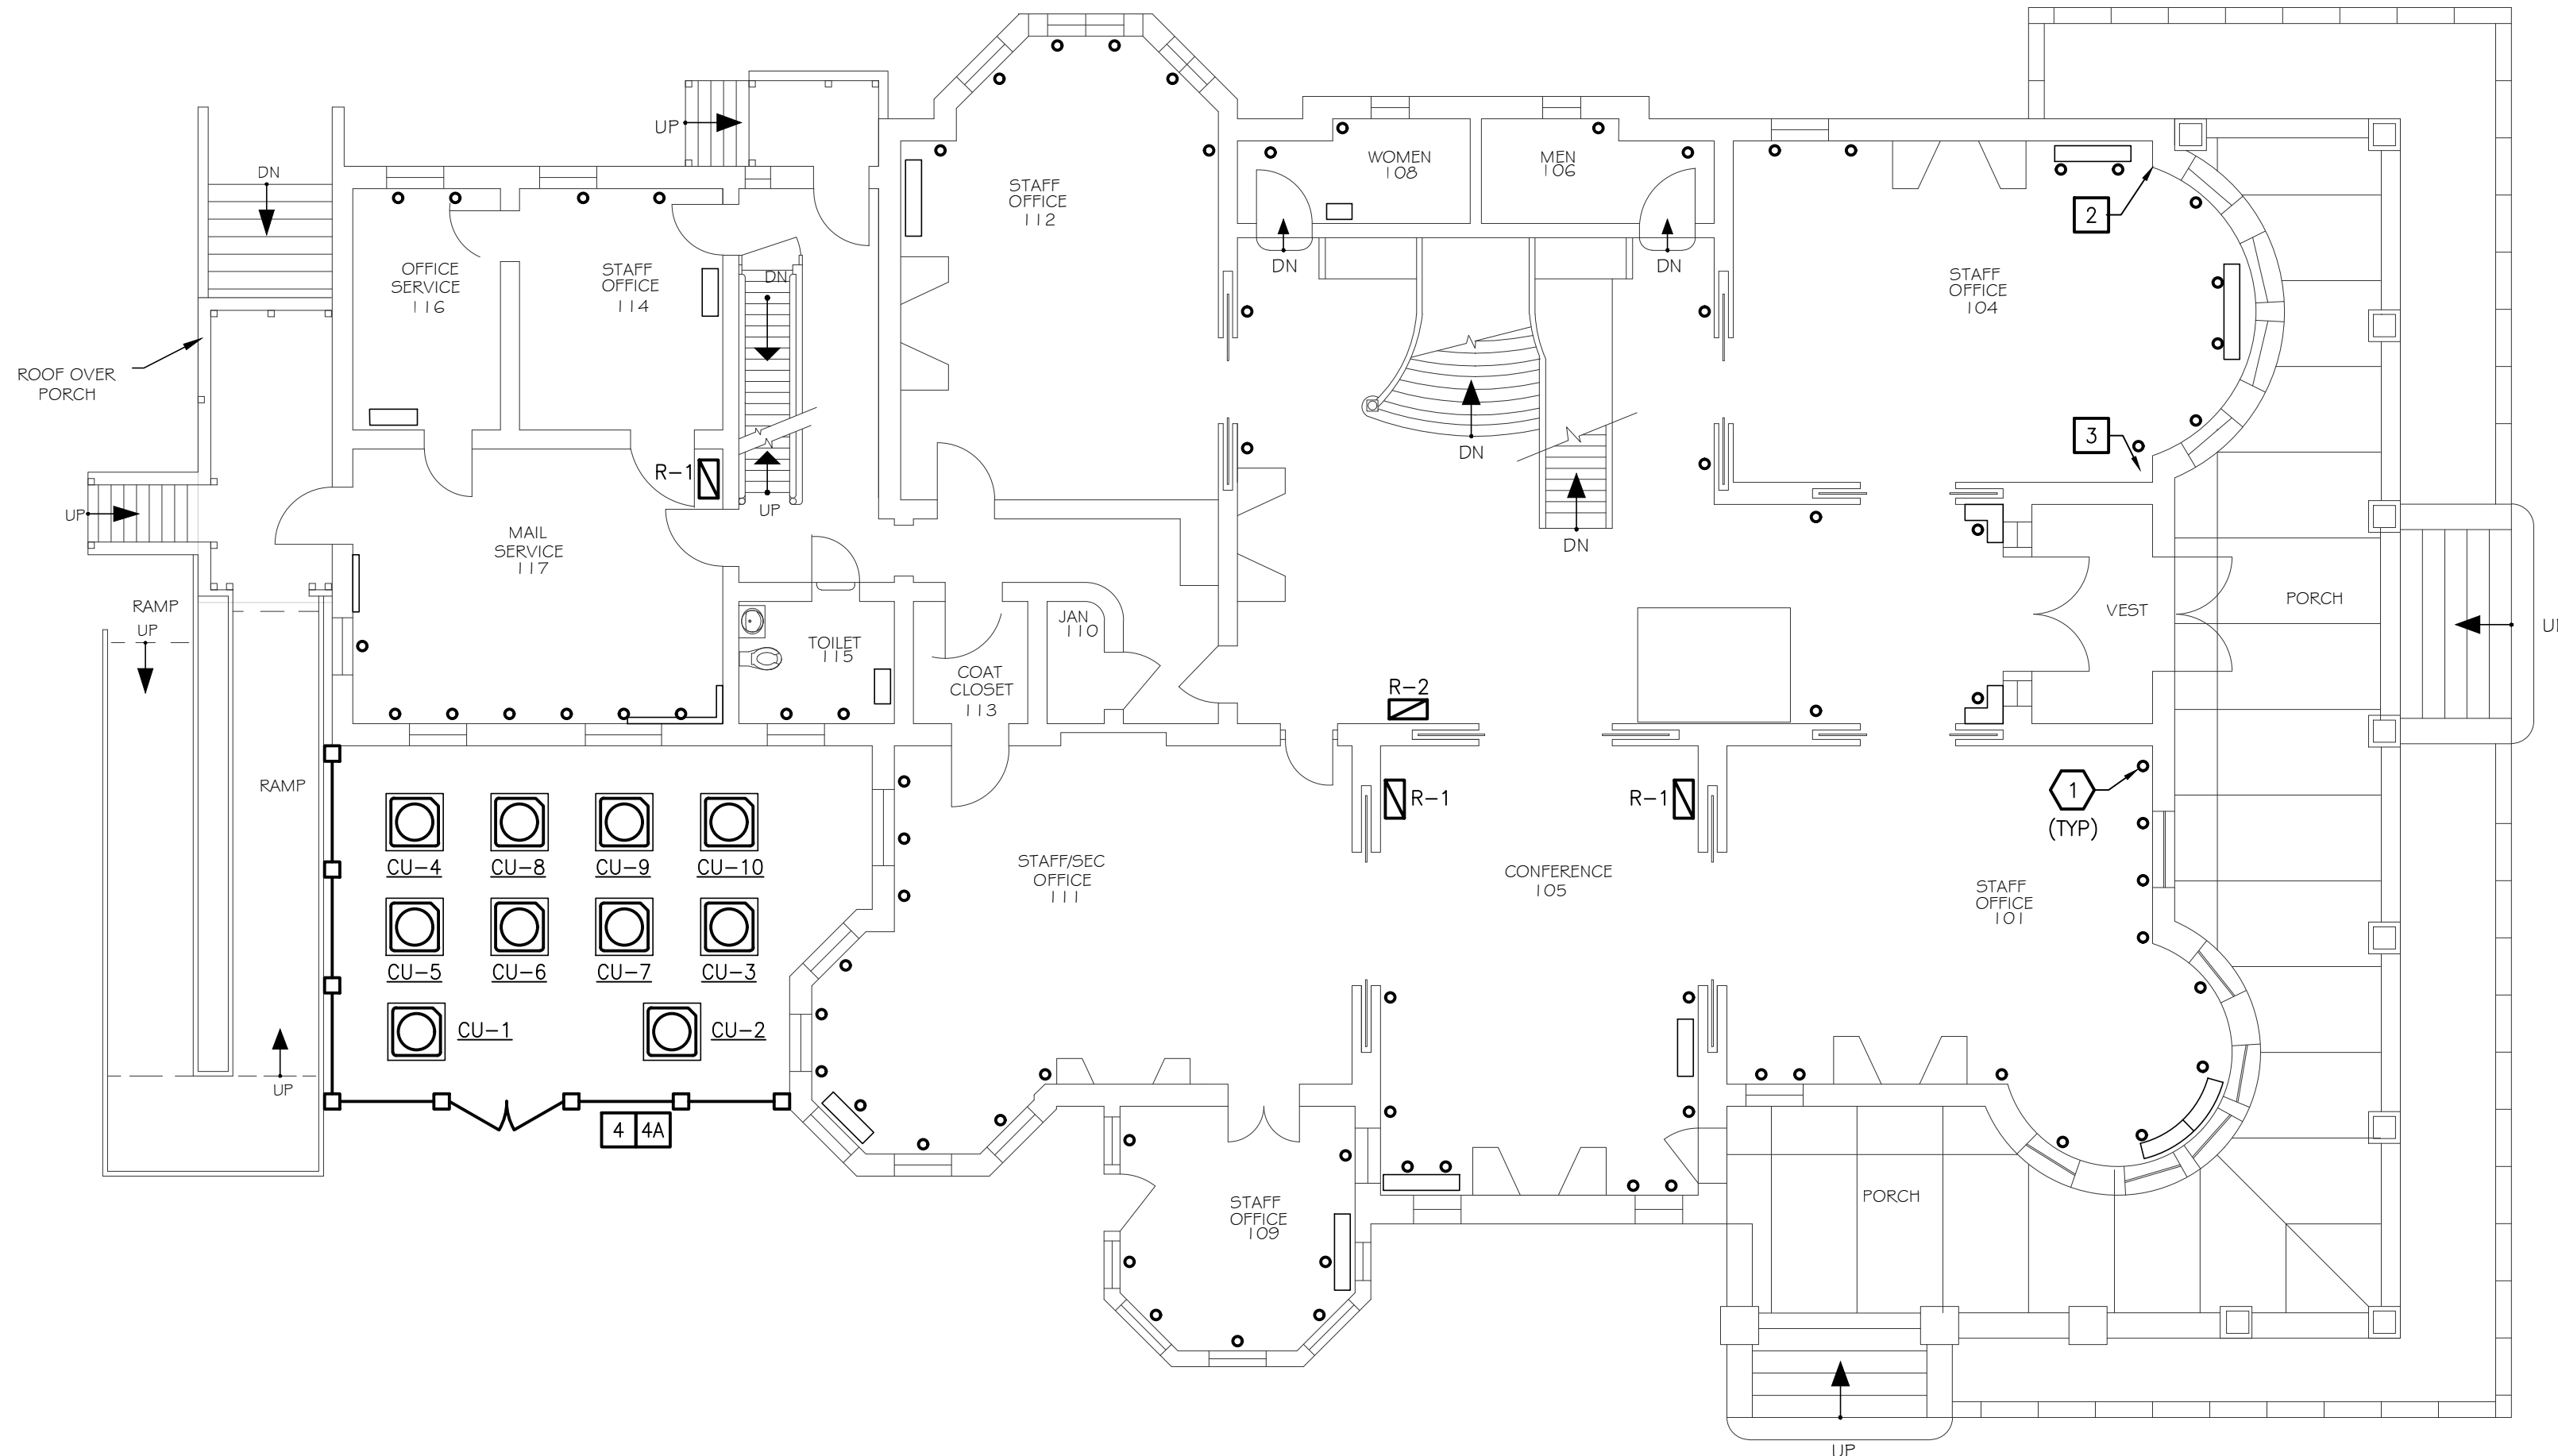 UP
DN
WOMEN
108
MEN
106
STAFF
OFFICE
112
2
OFFICE
SERVICE
116
STAFF
OFFICE
114
DN
DN
DN
STAFF
OFFICE
104
ROOF OVER
PORCH
3
DN
R-1
UP
UP
MAIL
SERVICE
117
DN
RAMP
UP
VEST
PORCH
UP
JAN
110
TOILET
115
COAT
CLOSET
113
R-2
RAMP
R-1
R-1
1
(TYP)
CU-4
CU-8
CU-9
CU-10
STAFF/SEC
OFFICE
111
CONFERENCE
105
STAFF
OFFICE
101
CU-5
CU-6
CU-7
CU-3
CU-1
CU-2
UP
4
4A
STAFF
OFFICE
109
PORCH
UP